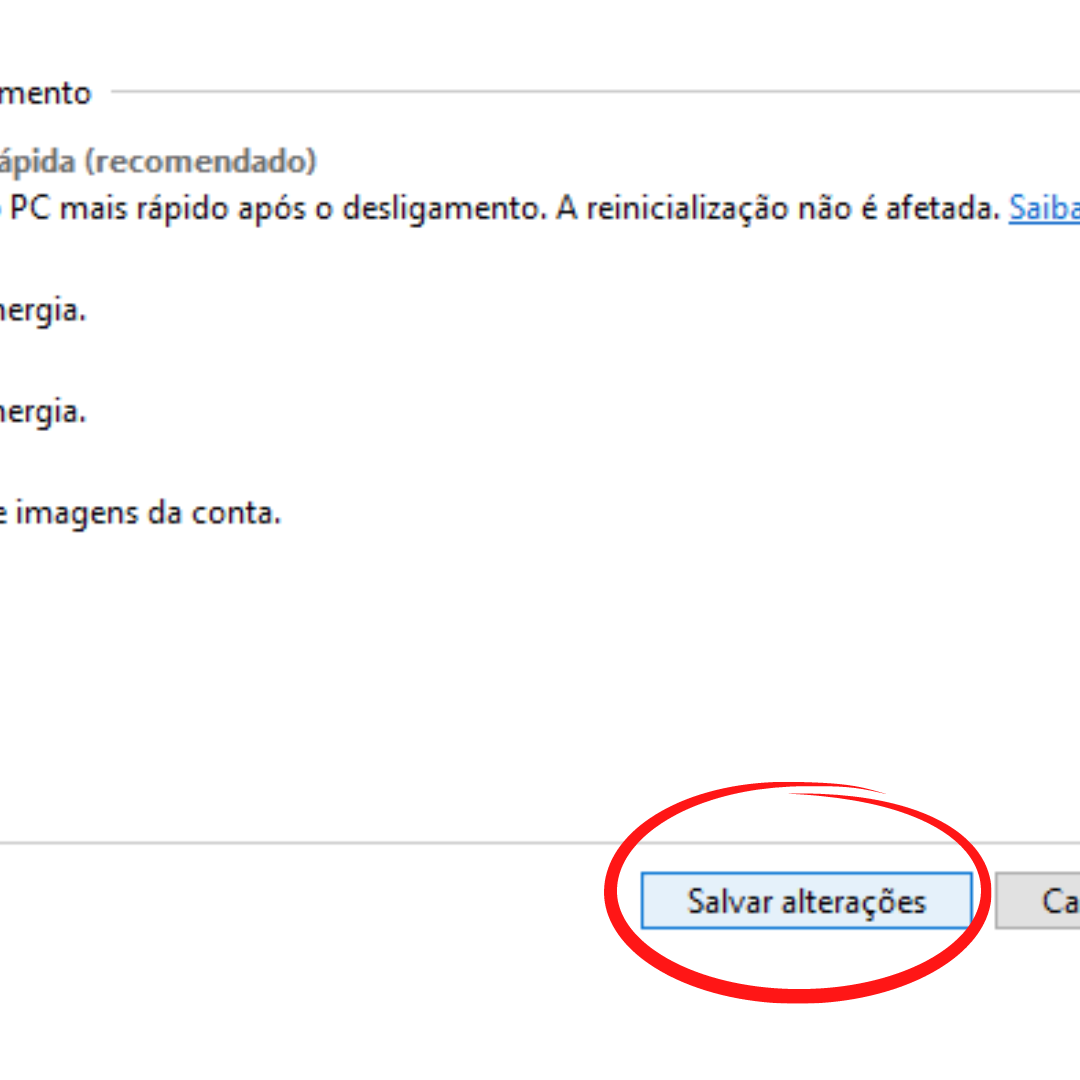 mento
ápida (recomendado)
PC mais rápido após o desligamento. A reinicialização não é afetada. Saiba
nergia.
nergia.
e imagens da conta.
Salvar alterações
Ca